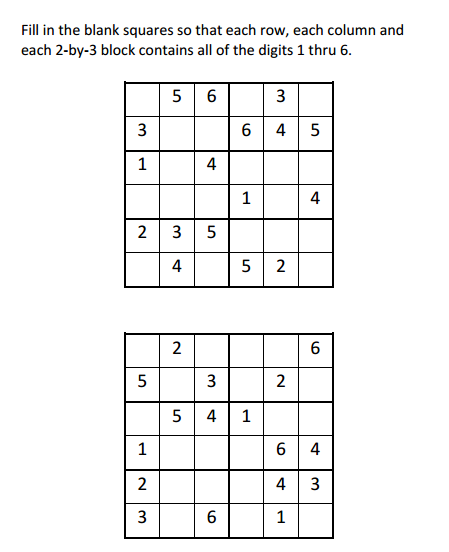 Fill in the blank squares so that each row, each column and
each 2-by-3 block contains all of the digits 1 thru 6.
5 6 3
3 6 4 5
1 4
1 4
2 3 5
4 5 2
2 6
5 3 2
5 4 1
1 6 4
2 4 3
3 6 1